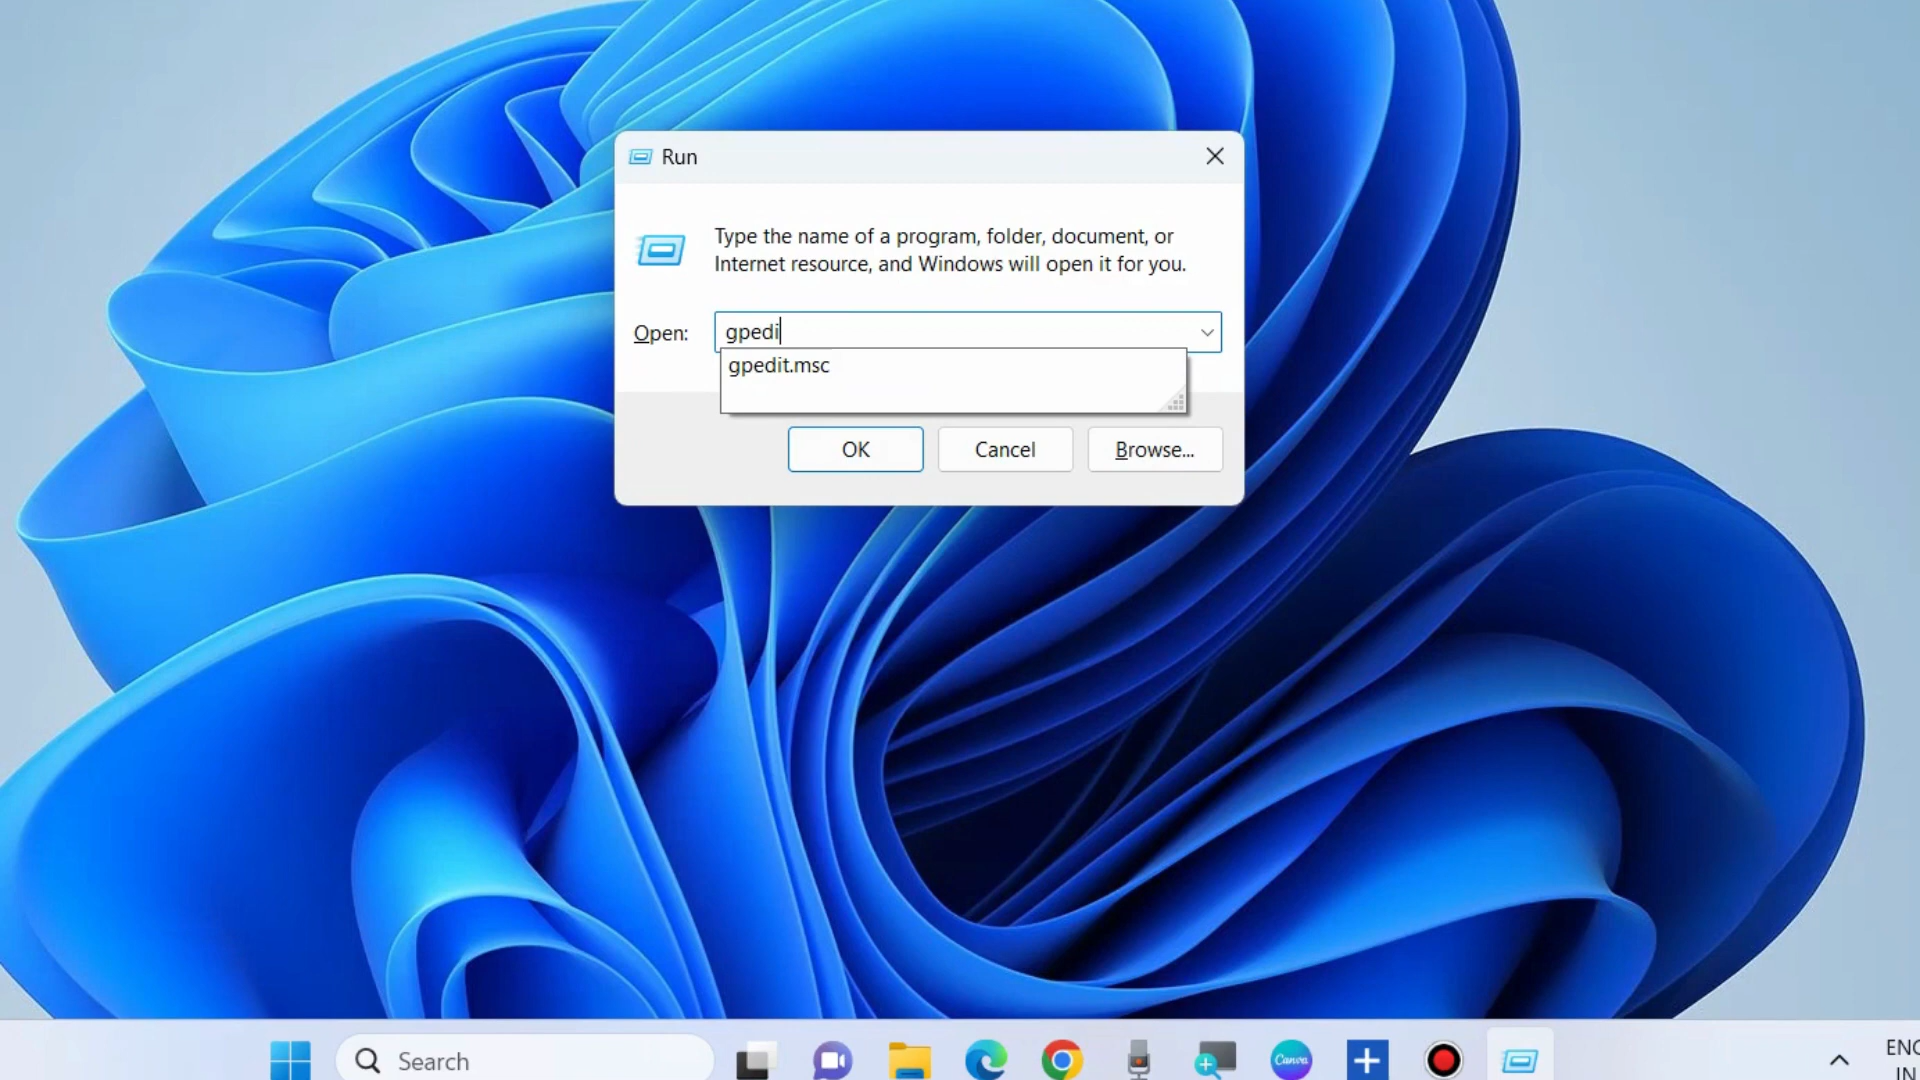 Run
Type the name of a program, folder, document, or
Internet resource, and Windows will open it for you.
Open: gpedi
gpedit.msc
OK Cancel Browse...
Search
Canva
ENG
IN